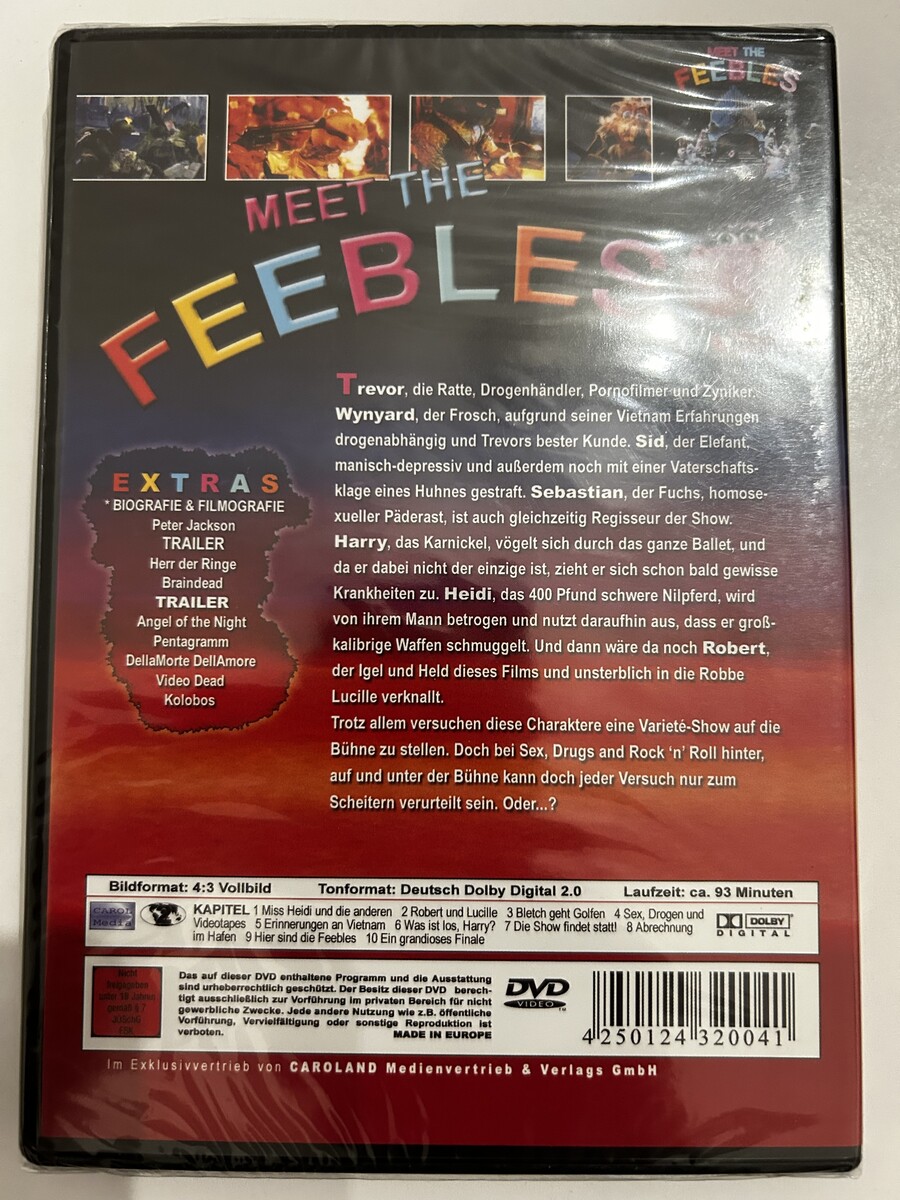 MEET THE
FEEBLES
MEET THE
FEEBLES
Trevor, die Ratte, Drogenhändler, Pornofilmer und Zyniker.
Wynyard, der Frosch, aufgrund seiner Vietnam Erfahrungen
drogenabhängig und Trevors bester Kunde. Sid, der Elefant,
manisch-depressiv und außerdem noch mit einer Vaterschafts-
klage eines Huhnes gestraft. Sebastian, der Fuchs, homose-
xueller Päderast, ist auch gleichzeitig Regisseur der Show.
Harry, das Karnickel, vögelt sich durch das ganze Ballet, und
da er dabei nicht der einzige ist, zieht er sich schon bald gewisse
Krankheiten zu. Heidi, das 400 Pfund schwere Nilpferd, wird
von ihrem Mann betrogen und nutzt daraufhin aus, dass er groß-
kalibrige Waffen schmuggelt. Und dann wäre da noch Robert,
der Igel und Held dieses Films und unsterblich in die Robbe
Lucille verknallt.
Trotz allem versuchen diese Charaktere eine Varieté-Show auf die
Bühne zu stellen. Doch bei Sex, Drugs and Rock 'n' Roll hinter,
auf und unter der Bühne kann doch jeder Versuch nur zum
Scheitern verurteilt sein. Oder...?
EXTRAS
* BIOGRAFIE & FILMOGRAFIE
Peter Jackson
TRAILER
Herr der Ringe
Braindead
TRAILER
Angel of the Night
Pentagramm
DellaMorte DellAmore
Video Dead
Kolobos
Bildformat: 4:3 Vollbild Tonformat: Deutsch Dolby Digital 2.0 Laufzeit: ca. 93 Minuten
CAROL
Media
KAPITEL 1 Miss Heidi und die anderen 2 Robert und Lucille 3 Bletch geht Golfen 4 Sex, Drogen und
Videotapes 5 Erinnerungen an Vietnam 6 Was ist los, Harry? 7 Die Show findet statt! 8 Abrechnung
im Hafen 9 Hier sind die Feebles 10 Ein grandioses Finale
DOLBY
DIGITAL
Nicht
freigegeben
unter 18 Jahren
gemäß § 7
JÖSchG
FSK
Das auf dieser DVD enthaltene Programm und die Ausstattung
sind urheberrechtlich geschützt. Der Besitz dieser DVD berech-
tigt ausschließlich zur Vorführung im privaten Bereich für nicht
gewerbliche Zwecke. Jede andere Nutzung wie z.B. öffentliche
Vorführung, Vervielfältigung oder sonstige Reproduktion ist
verboten. MADE IN EUROPE
DVD
VIDEO
TM
4 250124 320041
Im Exklusivvertrieb von CAROLAND Medienvertrieb & Verlags GmbH